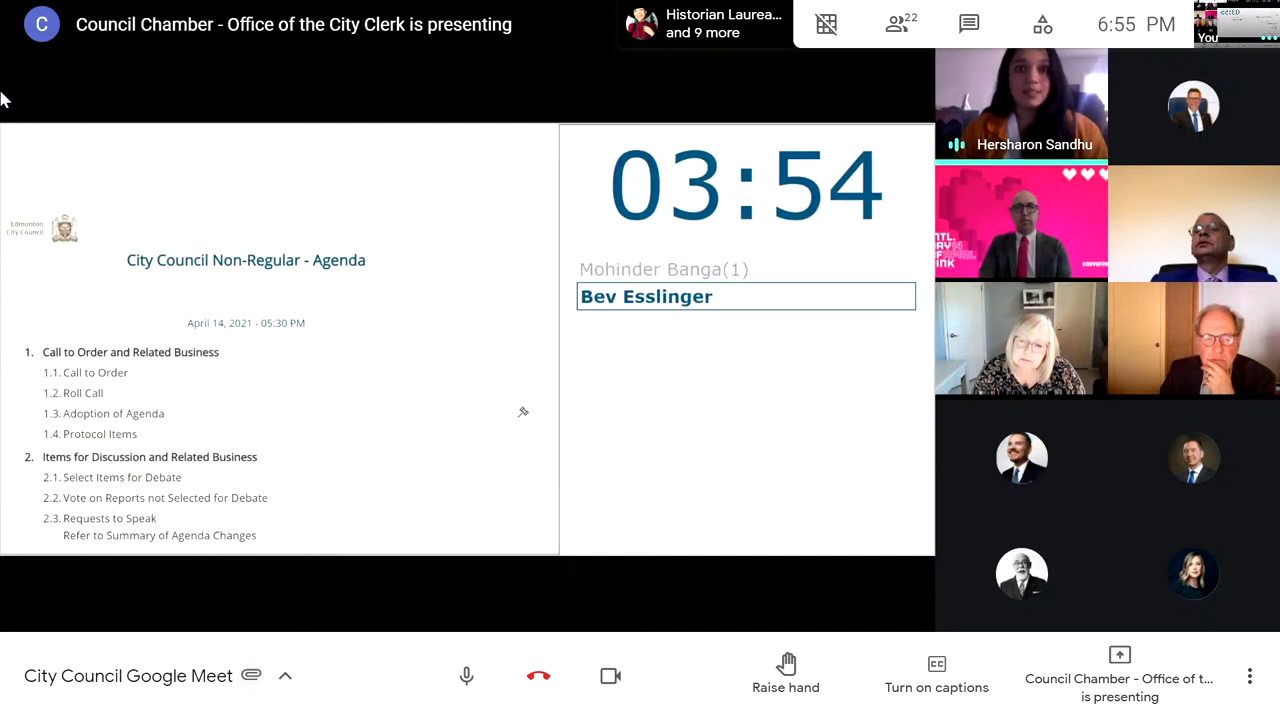 Council Chamber - Office of the City Clerk is presenting
Historian Laurea...
and 9 more
22
6:55 PM
You
Hersharon Sandhu
Edmonton
City Council
City Council Non-Regular - Agenda
April 14, 2021 - 05:30 PM
1. Call to Order and Related Business
1.1. Call to Order
1.2. Roll Call
1.3. Adoption of Agenda
1.4. Protocol Items
2. Items for Discussion and Related Business
2.1. Select Items for Debate
2.2. Vote on Reports not Selected for Debate
2.3. Requests to Speak
Refer to Summary of Agenda Changes
03:54
Mohinder Banga(1)
Bev Esslinger
City Council Google Meet
Raise hand
CC
Turn on captions
Council Chamber - Office of t...
is presenting
C